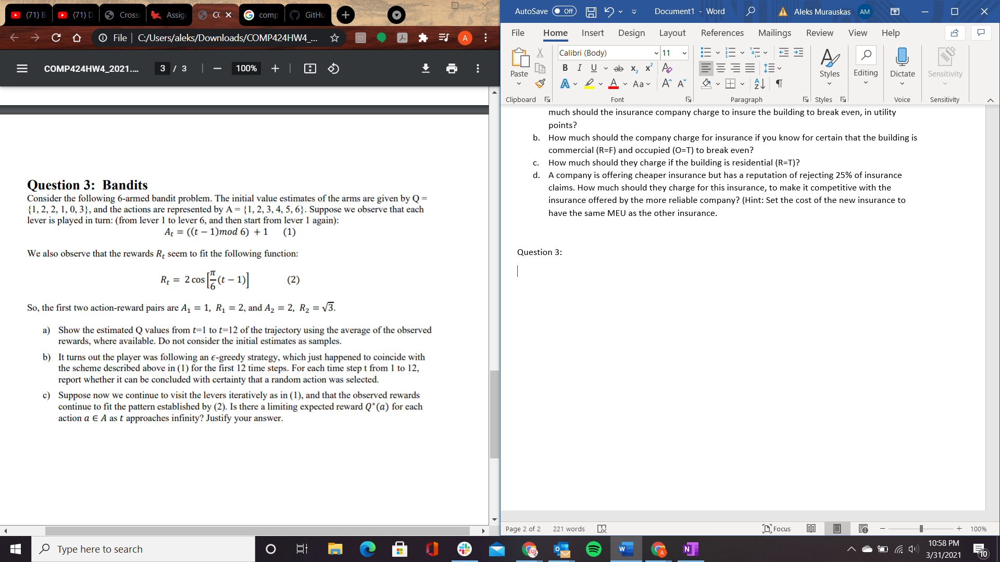 (71) B
(71) D
Cross
Assig
C(
comp
GitHu
File
C:/Users/aleks/Downloads/COMP424HW4_...
A
COMP424HW4_2021....
3 / 3
100%
Question 3: Bandits
Consider the following 6-armed bandit problem. The initial value estimates of the arms are given by Q =
{1, 2, 2, 1, 0, 3}, and the actions are represented by A = {1, 2, 3, 4, 5, 6}. Suppose we observe that each
lever is played in turn: (from lever 1 to lever 6, and then start from lever 1 again):
Aₜ = ((t − 1)mod 6) + 1 (1)
We also observe that the rewards Rₜ seem to fit the following function:
Rₜ = 2 cos [π/6 (t − 1)] (2)
So, the first two action-reward pairs are A₁ = 1, R₁ = 2, and A₂ = 2, R₂ = √3.
a) Show the estimated Q values from t=1 to t=12 of the trajectory using the average of the observed
rewards, where available. Do not consider the initial estimates as samples.
b) It turns out the player was following an ϵ-greedy strategy, which just happened to coincide with
the scheme described above in (1) for the first 12 time steps. For each time step t from 1 to 12,
report whether it can be concluded with certainty that a random action was selected.
c) Suppose now we continue to visit the levers iteratively as in (1), and that the observed rewards
continue to fit the pattern established by (2). Is there a limiting expected reward Q*(a) for each
action a ∈ A as t approaches infinity? Justify your answer.
AutoSave Off
Document1 - Word
Aleks Murauskas AM
File Home Insert Design Layout References Mailings Review View Help
Calibri (Body) 11
Paste
B I U ab x₂ x²
A A Aa A A
Styles
Editing
Dictate
Sensitivity
Clipboard Font Paragraph Styles Voice Sensitivity
much should the insurance company charge to insure the building to break even, in utility
points?
b. How much should the company charge for insurance if you know for certain that the building is
commercial (R=F) and occupied (O=T) to break even?
c. How much should they charge if the building is residential (R=T)?
d. A company is offering cheaper insurance but has a reputation of rejecting 25% of insurance
claims. How much should they charge for this insurance, to make it competitive with the
insurance offered by the more reliable company? (Hint: Set the cost of the new insurance to
have the same MEU as the other insurance.
Question 3:
Page 2 of 2 221 words
Focus
100%
Type here to search
10:58 PM
3/31/2021
10